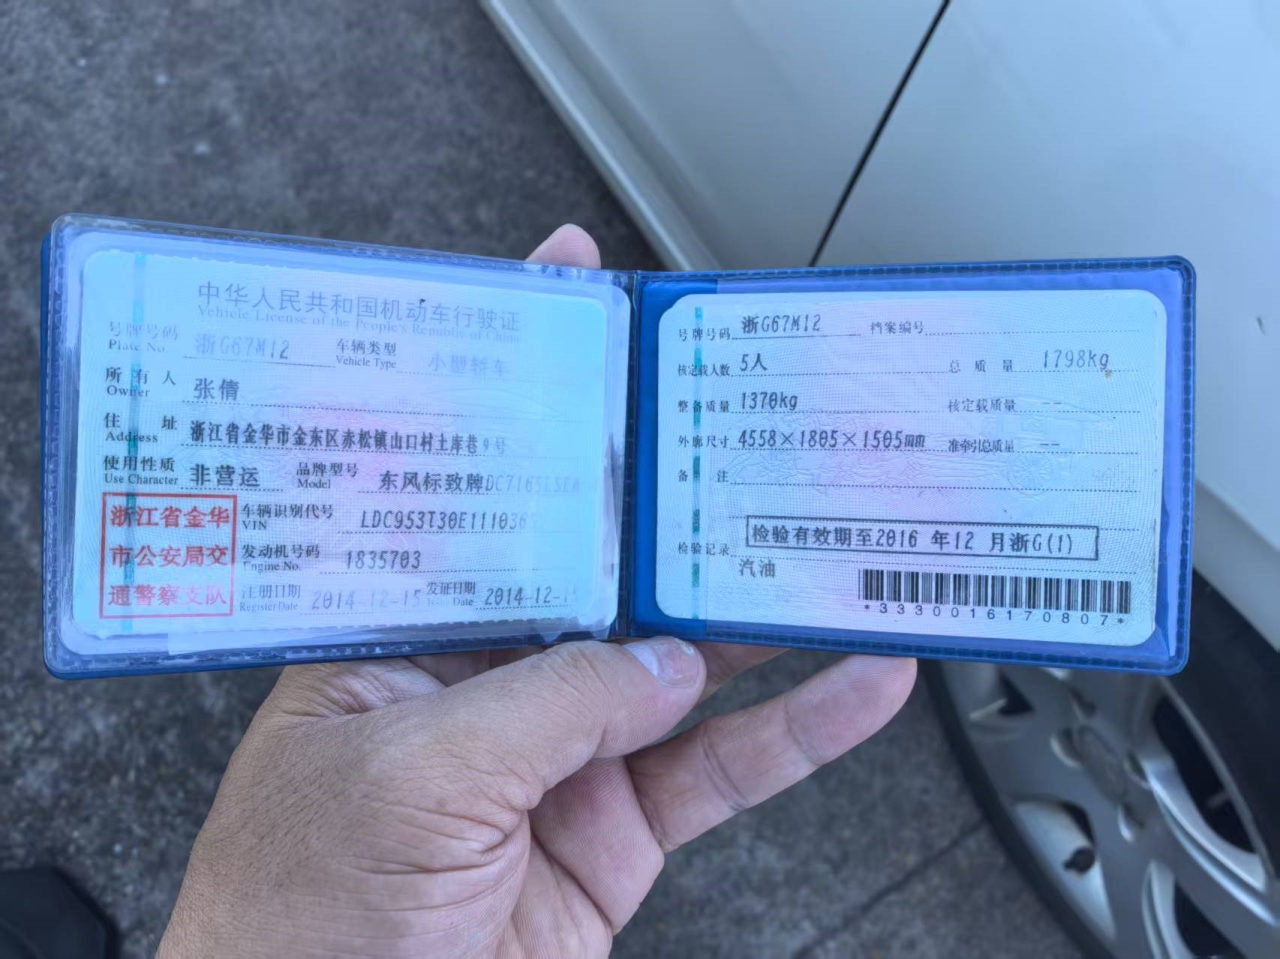 中华人民共和国机动车行驶证
Vehicle License of the People's Republic of China
号牌号码 浙G67M12 车辆类型 小型轿车
Plate No. Vehicle Type
所有人 张倩
Owner
住址 浙江省金华市金东区赤松镇山口村土库巷9号
Address
使用性质 非营运 品牌型号 东风标致牌
Use Character Model
浙江省金华
市公安局交
通警察支队
车辆识别代号 LDC953T30E111036
VIN
发动机号码 1835703
Engine No.
注册日期 2014-12-15 发证日期 2014-12-1
Register Date Issue Date
号牌号码 浙G67M12 档案编号
核定载人数 5人 总质量 1798kg
整备质量 1370kg 核定载质量 --
外廓尺寸 4558×1805×1505mm 准牵引总质量 --
备注
检验记录 检验有效期至2016 年12 月浙G(1)
汽油
*3330016170807*